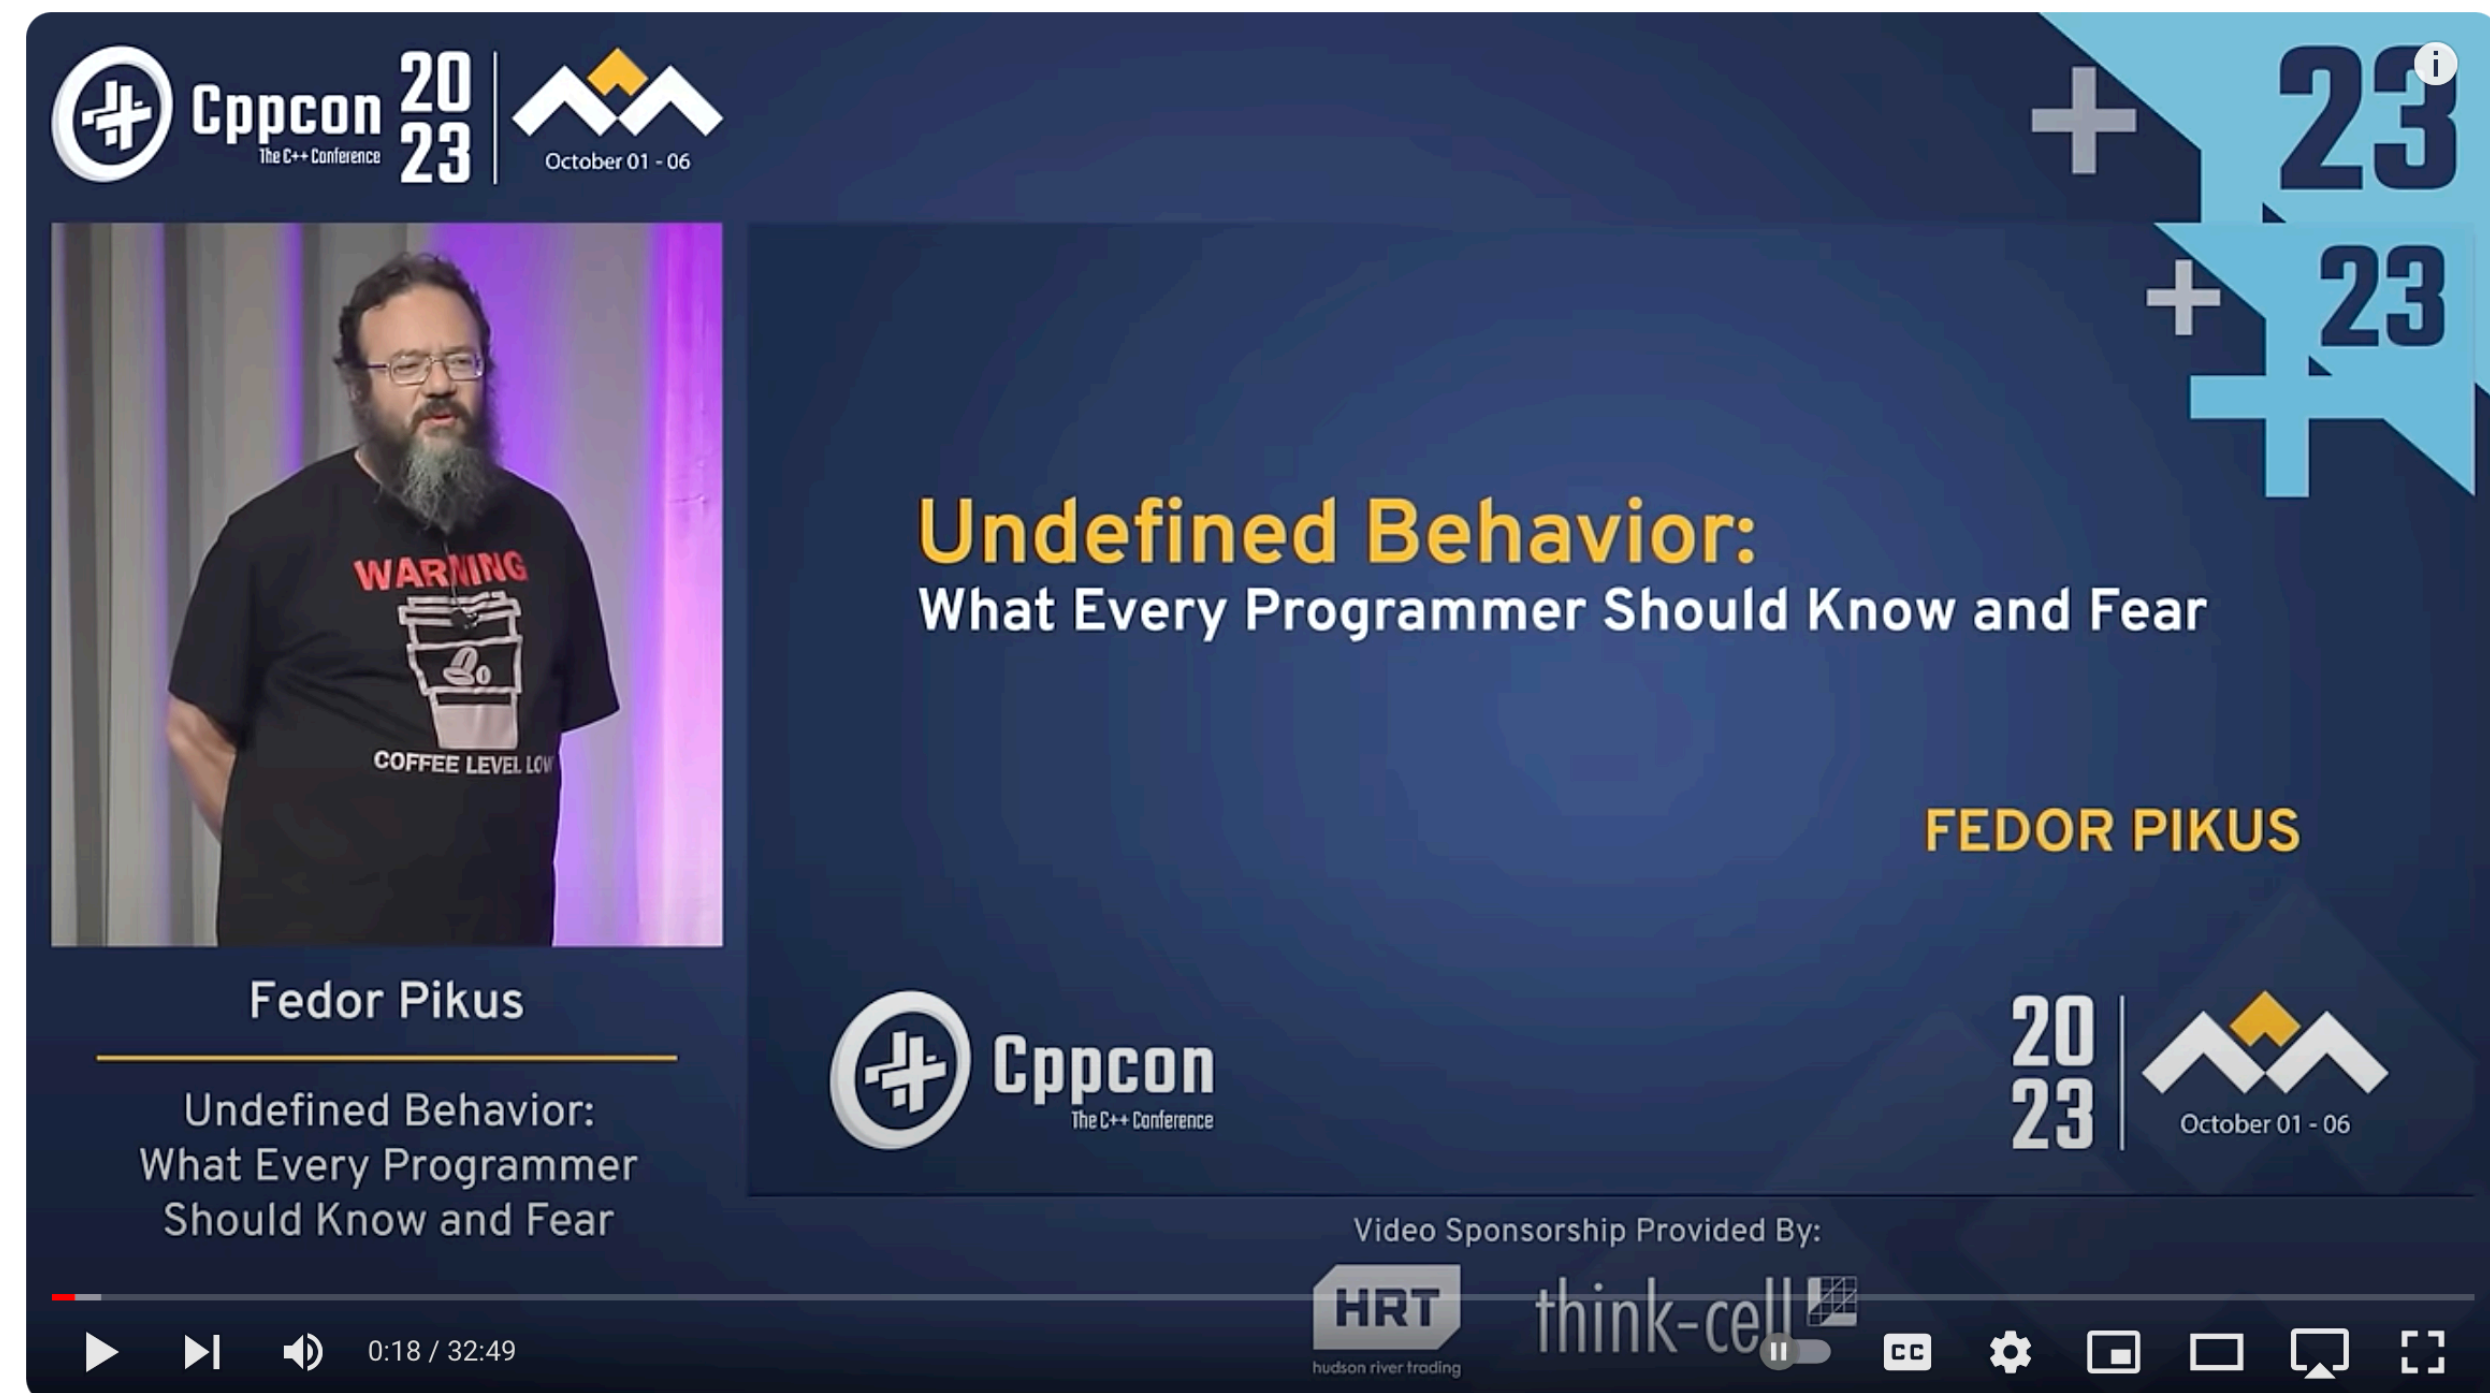 Cppcon
The C++ Conference
20
23
October 01 - 06
23
23
WARNING
COFFEE LEVEL LOW
Undefined Behavior:
What Every Programmer Should Know and Fear
FEDOR PIKUS
Cppcon
The C++ Conference
20
23
October 01 - 06
Fedor Pikus
Undefined Behavior:
What Every Programmer
Should Know and Fear
Video Sponsorship Provided By:
HRT
hudson river trading
think-cell
0:18 / 32:49
CC